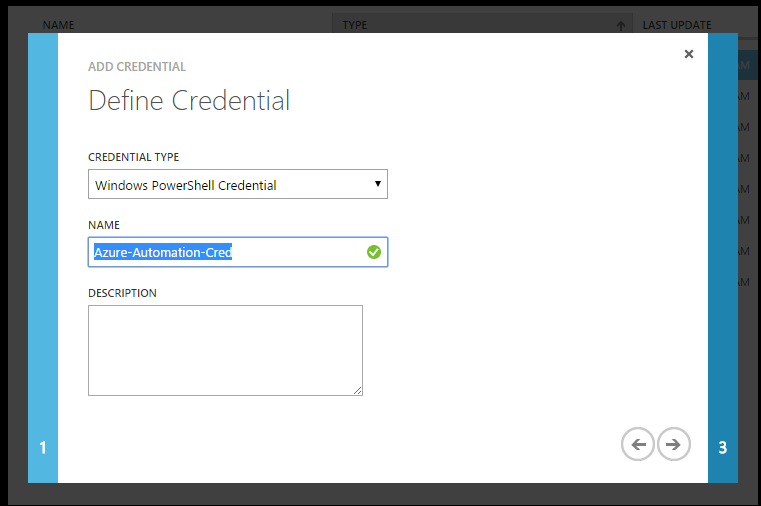 NAME TYPE LAST UPDATE
ADD CREDENTIAL
Define Credential
CREDENTIAL TYPE
Windows PowerShell Credential
NAME
Azure-Automation-Cred
DESCRIPTION
1 3
AM
AM
AM
AM
AM
AM
AM
AM